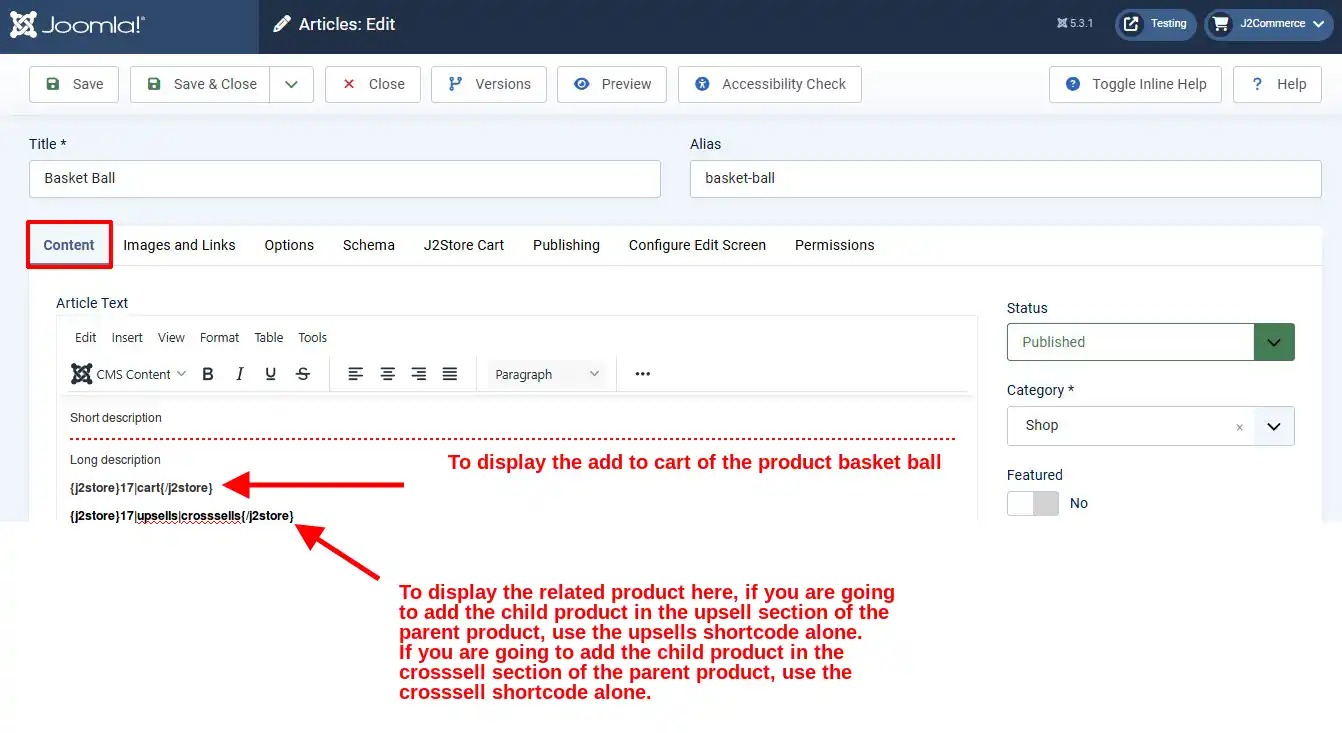 Joomla!®
Articles: Edit
5.3.1
Testing
J2Commerce
Save
Save & Close
Close
Versions
Preview
Accessibility Check
Toggle Inline Help
? Help
Title *
Alias
Basket Ball
basket-ball
Content
Images and Links
Options
Schema
J2Store Cart
Publishing
Configure Edit Screen
Permissions
Article Text
Edit
Insert
View
Format
Table
Tools
CMS Content
B
I
U
S
Paragraph
Short description
Long description
To display the add to cart of the product basket ball
{j2store}17|cart{/j2store}
{j2store}17|upsells|crosssells{/j2store}
Status
Published
Category *
Shop
Featured
No
To display the related product here, if you are going
to add the child product in the upsell section of the
parent product, use the upsells shortcode alone.
If you are going to add the child product in the
crosssell section of the parent product, use the
crosssell shortcode alone.